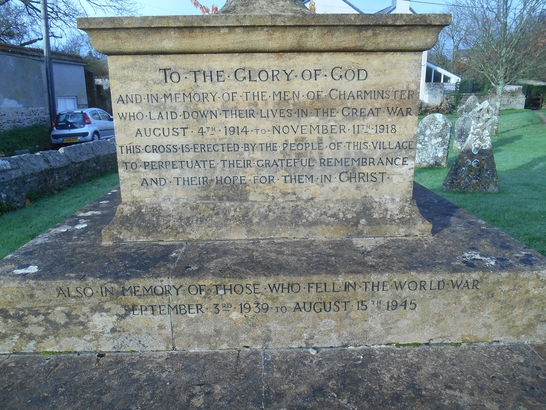 TO·THE·GLORY·OF·GOD
AND·IN·MEMORY·OF·THE·MEN·OF·CHARMINSTER
WHO·LAID·DOWN·THEIR·LIVES·IN·THE·GREAT·WAR
AUGUST·4TH·1914·TO·NOVEMBER·11TH·1918
THIS·CROSS·IS·ERECTED·BY·THE·PEOPLE·OF·THIS·VILLAGE
TO·PERPETUATE·THEIR·GRATEFUL·REMEMBRANCE
AND·THEIR·HOPE·FOR·THEM·IN·CHRIST·
ALSO·IN·MEMORY·OF·THOSE·WHO·FELL·IN·THE·WORLD·WAR
SEPTEMBER·3RD·1939·TO·AUGUST·15TH·1945